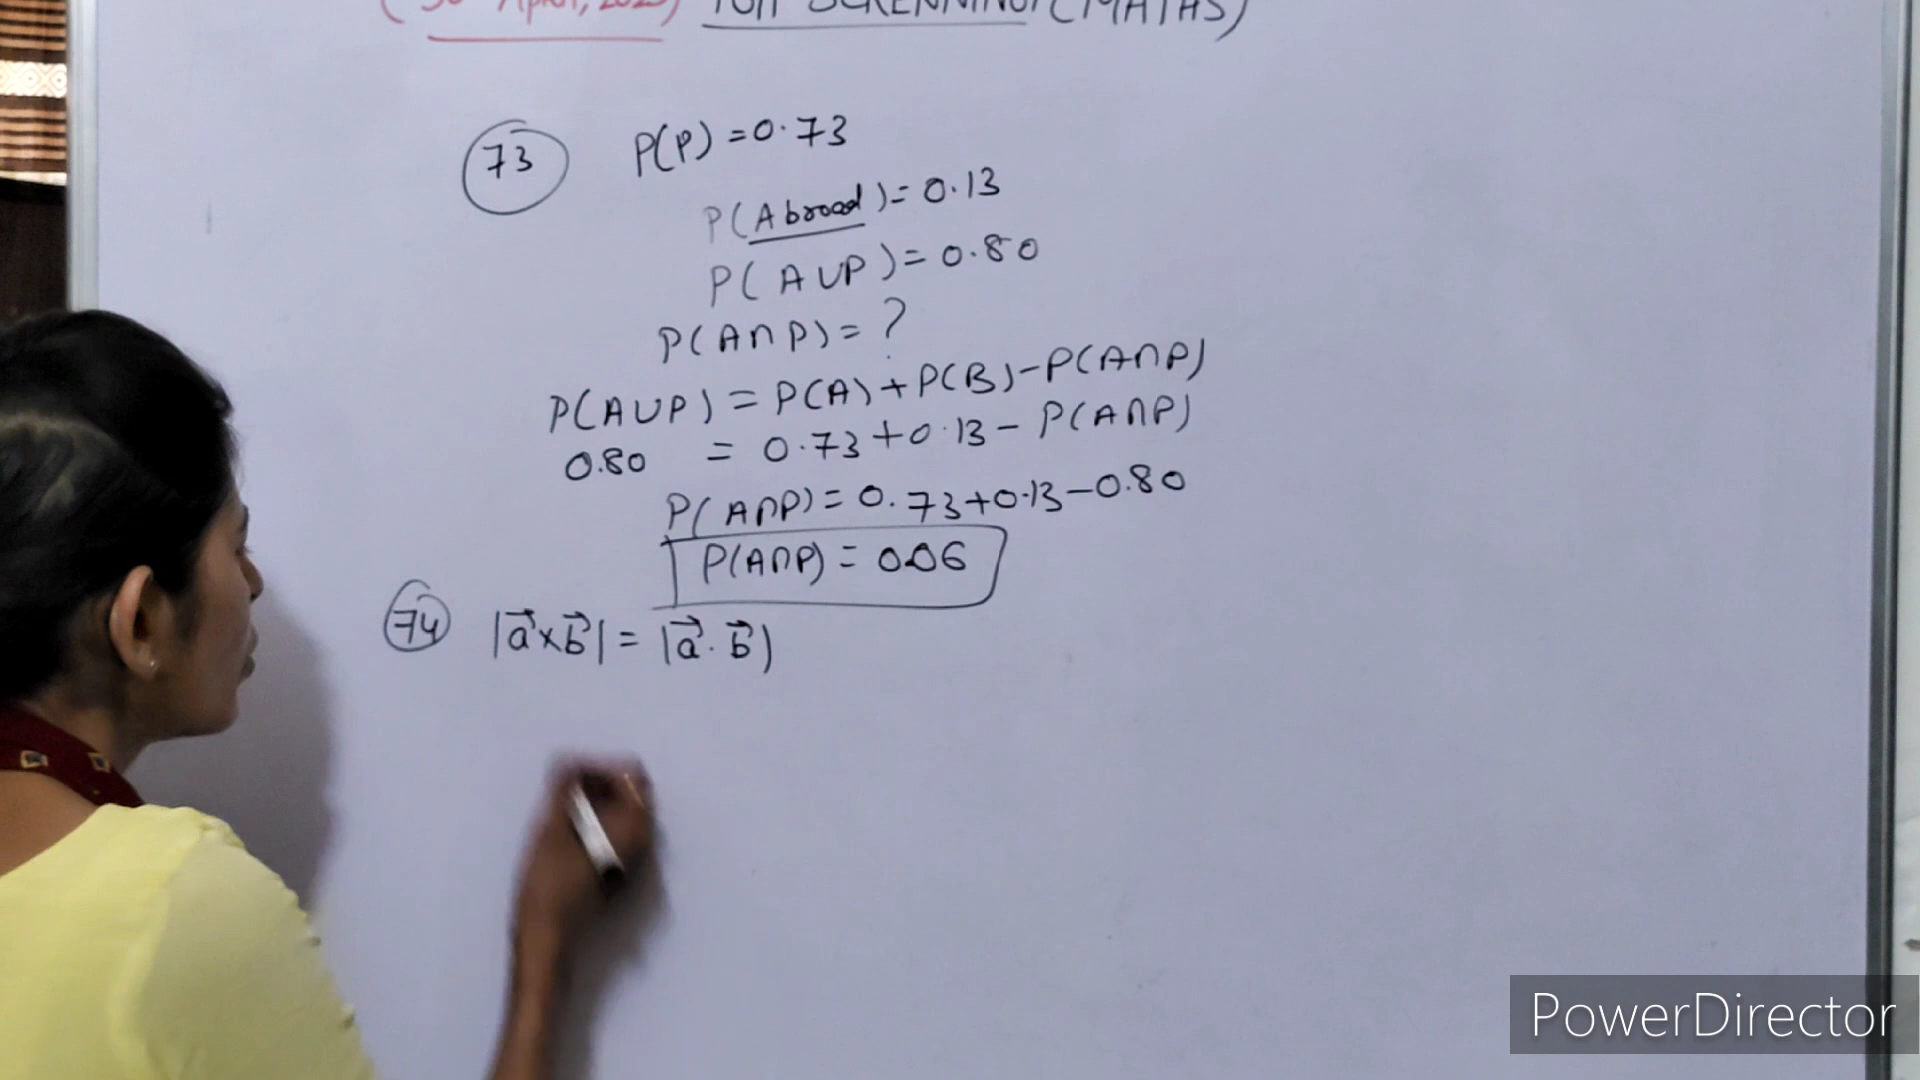 (MATHS)
73 P(P) = 0.73
P(Abroad) = 0.13
P(A∪P) = 0.80
P(A∩P) = ?
P(A∪P) = P(A) + P(B) - P(A∩P)
0.80 = 0.73 + 0.13 - P(A∩P)
P(A∩P) = 0.73 + 0.13 - 0.80
P(A∩P) = 0.06
74 |a⃗×b⃗| = |a⃗.b⃗)
PowerDirector